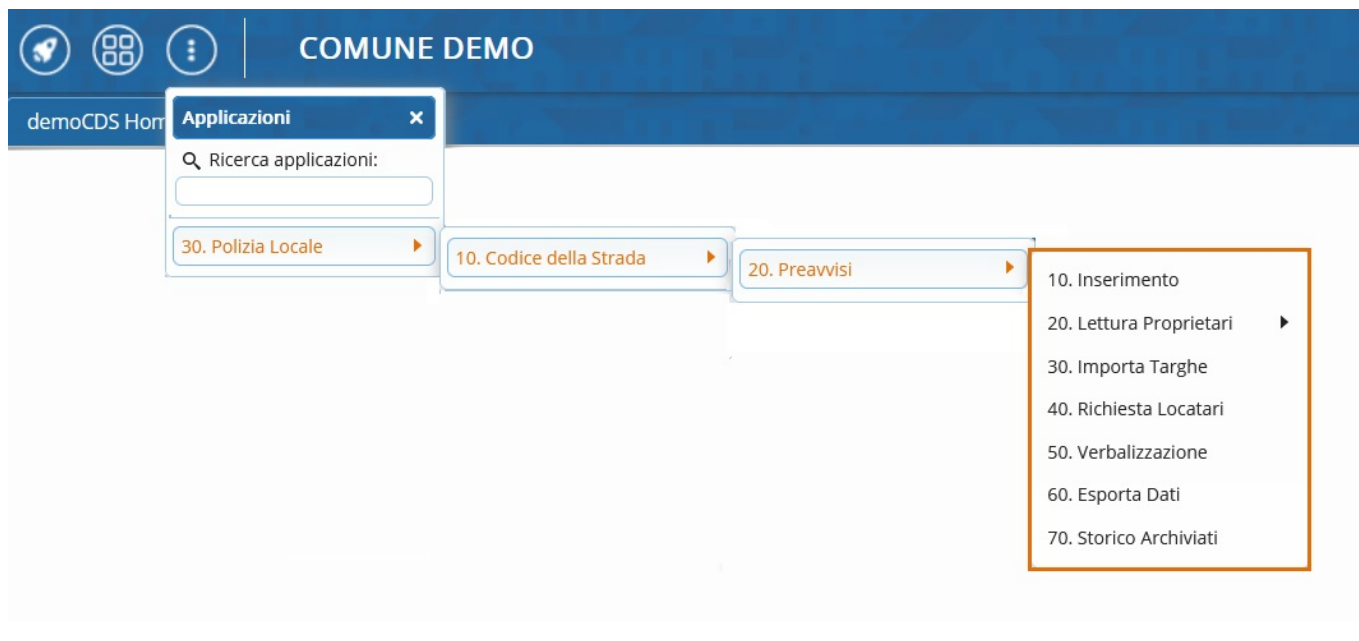 COMUNE DEMO
demoCDS Hom
Applicazioni
Ricerca applicazioni:
30. Polizia Locale
10. Codice della Strada
20. Preavvisi
10. Inserimento
20. Lettura Proprietari
30. Importa Targhe
40. Richiesta Locatari
50. Verbalizzazione
60. Esporta Dati
70. Storico Archiviati